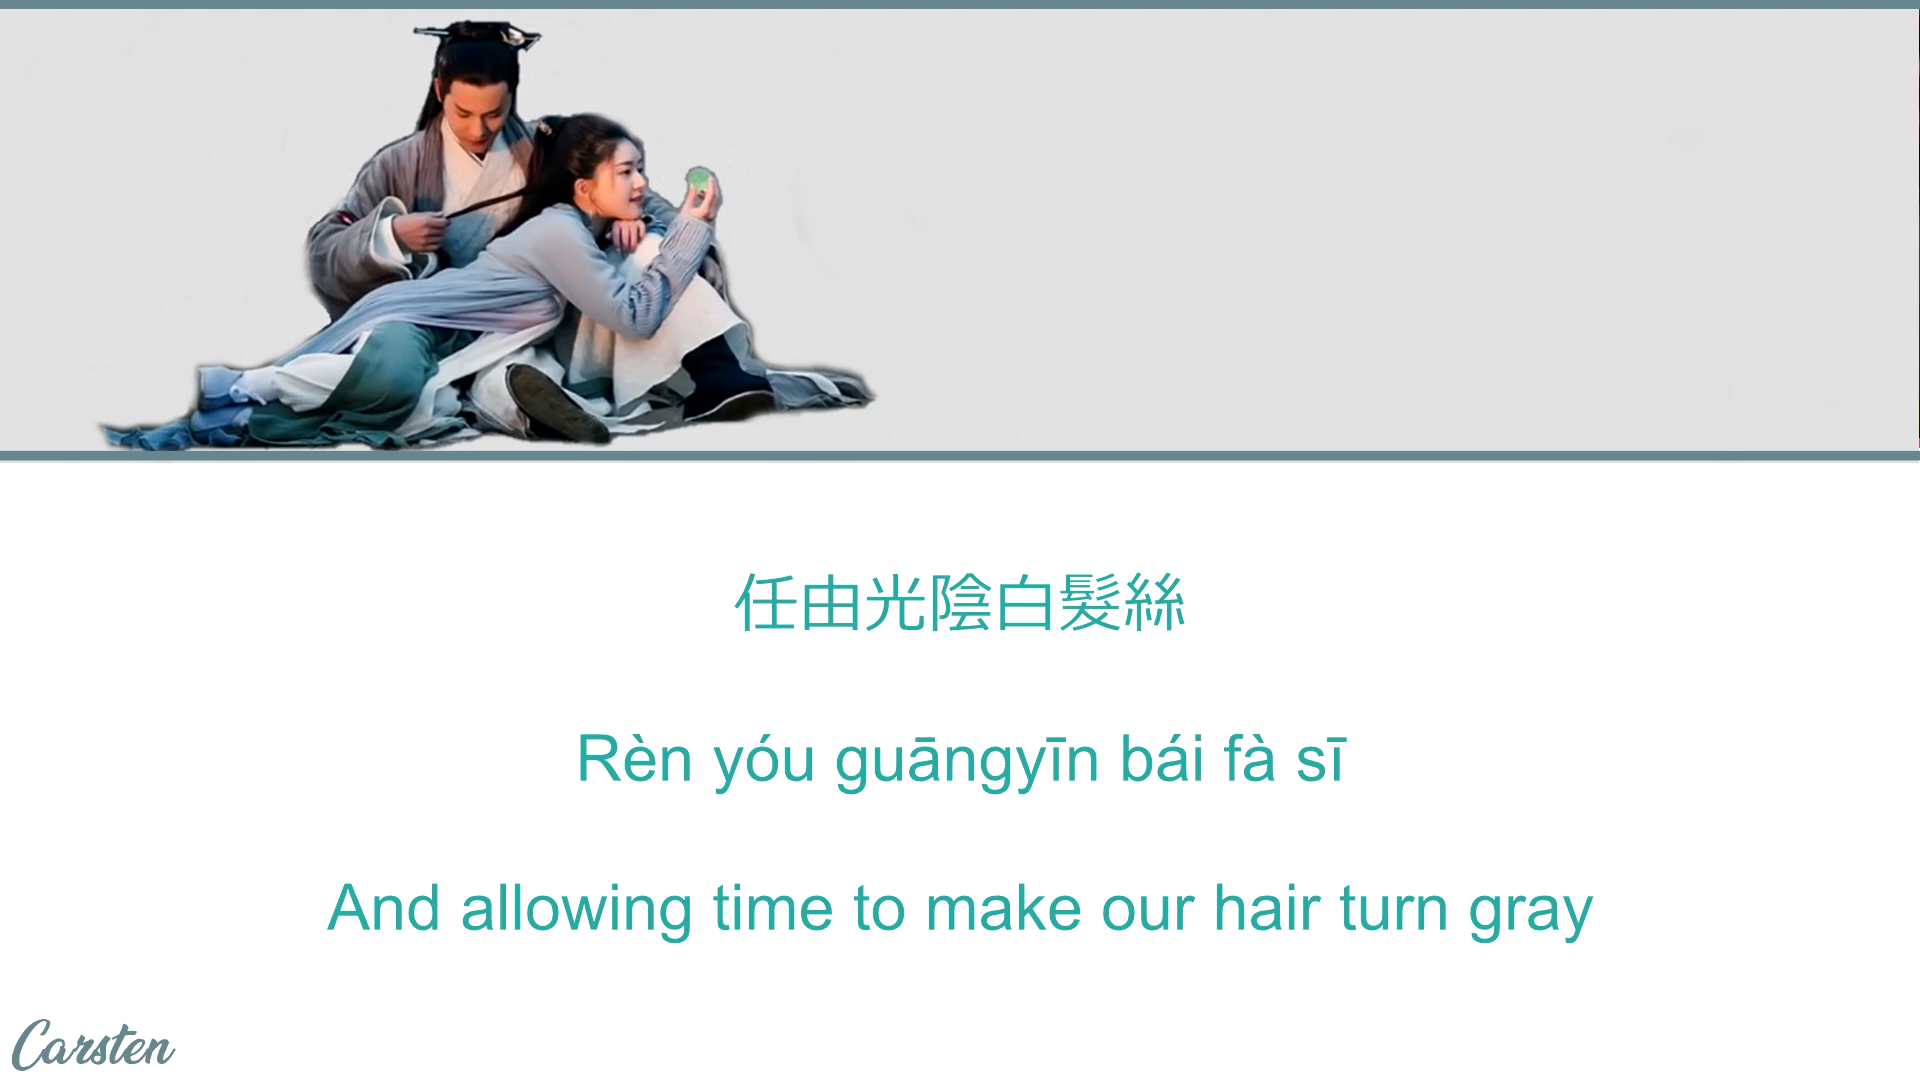 任由光陰白髮絲
Rèn yóu guāngyīn bái fà sī
And allowing time to make our hair turn gray
Carsten